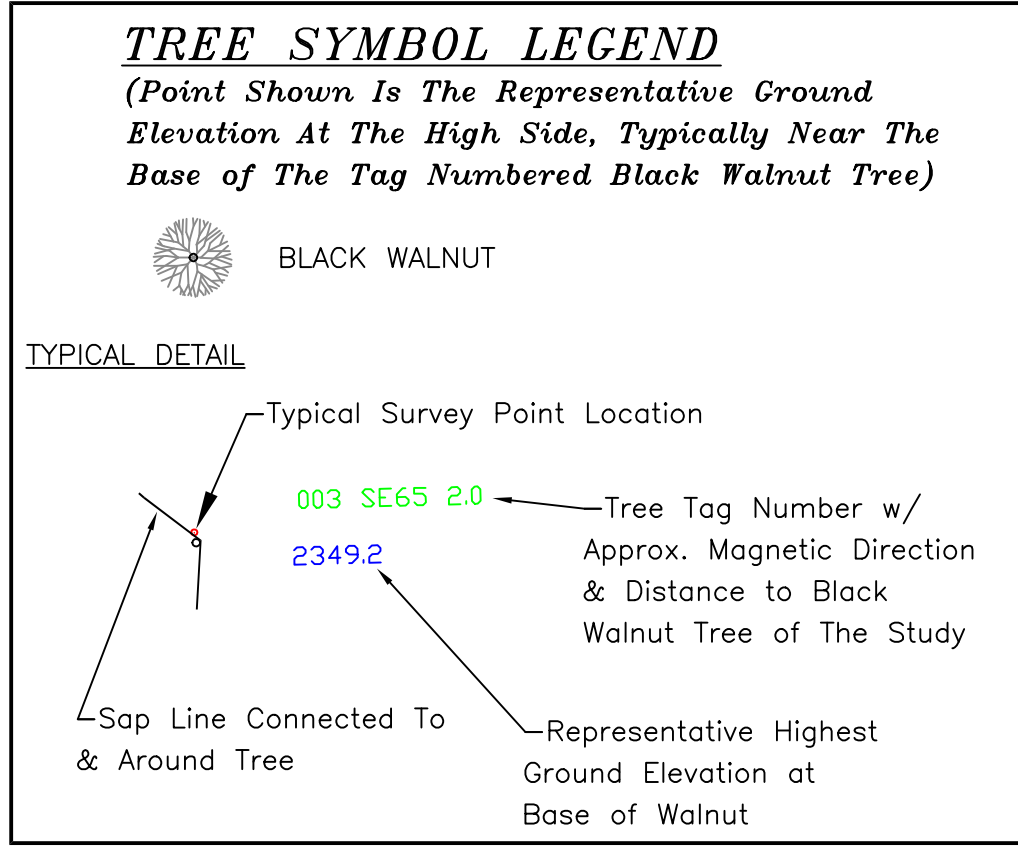 TREE SYMBOL LEGEND
(Point Shown Is The Representative Ground
Elevation At The High Side, Typically Near The
Base of The Tag Numbered Black Walnut Tree)
BLACK WALNUT
TYPICAL DETAIL
Typical Survey Point Location
003 SE65 2.0
2349.2
Tree Tag Number w/
Approx. Magnetic Direction
& Distance to Black
Walnut Tree of The Study
Sap Line Connected To
& Around Tree
Representative Highest
Ground Elevation at
Base of Walnut